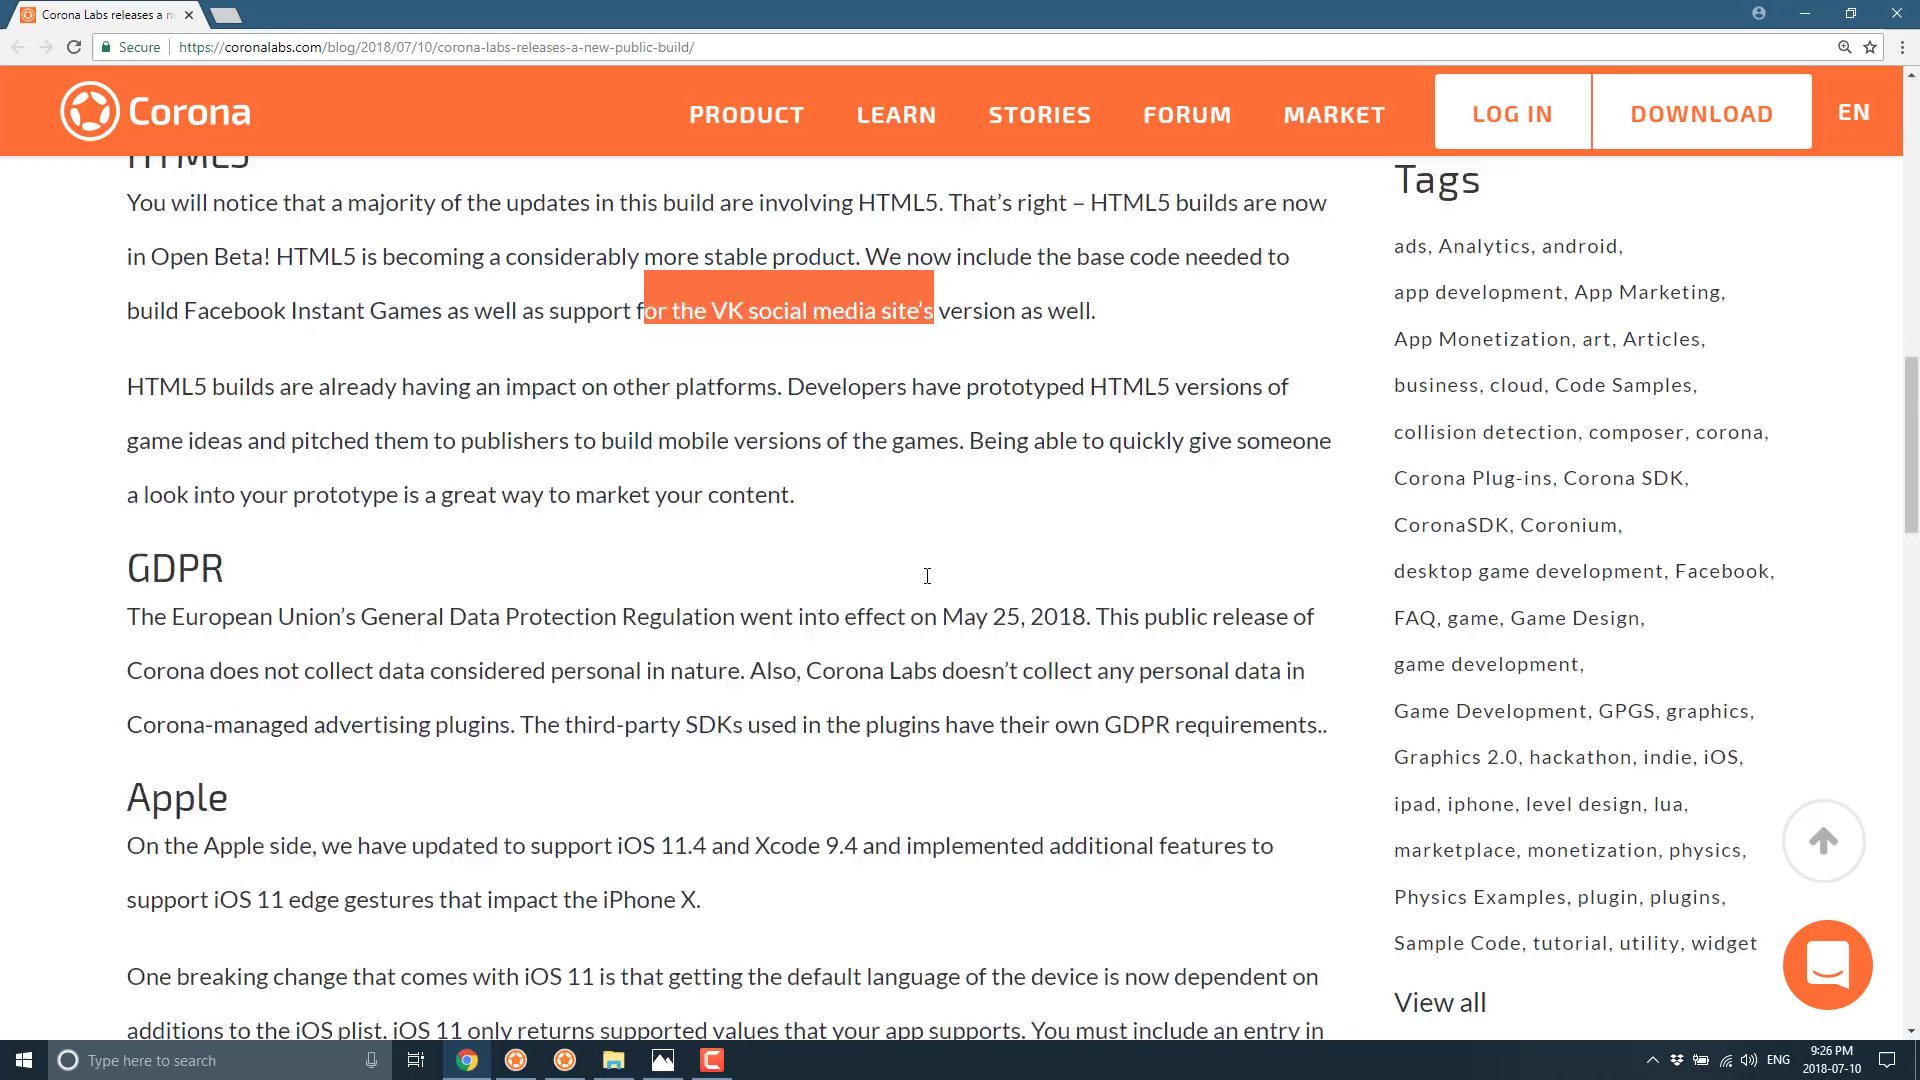 Corona Labs releases a n
Secure
https://coronalabs.com/blog/2018/07/10/corona-labs-releases-a-new-public-build/
Corona
PRODUCT
LEARN
STORIES
FORUM
MARKET
LOG IN
DOWNLOAD
EN
HTML5
You will notice that a majority of the updates in this build are involving HTML5. That’s right – HTML5 builds are now
in Open Beta! HTML5 is becoming a considerably more stable product. We now include the base code needed to
build Facebook Instant Games as well as support for the VK social media site’s version as well.
HTML5 builds are already having an impact on other platforms. Developers have prototyped HTML5 versions of
game ideas and pitched them to publishers to build mobile versions of the games. Being able to quickly give someone
a look into your prototype is a great way to market your content.
GDPR
The European Union’s General Data Protection Regulation went into effect on May 25, 2018. This public release of
Corona does not collect data considered personal in nature. Also, Corona Labs doesn’t collect any personal data in
Corona-managed advertising plugins. The third-party SDKs used in the plugins have their own GDPR requirements..
Apple
On the Apple side, we have updated to support iOS 11.4 and Xcode 9.4 and implemented additional features to
support iOS 11 edge gestures that impact the iPhone X.
One breaking change that comes with iOS 11 is that getting the default language of the device is now dependent on
additions to the iOS plist. iOS 11 only returns supported values that your app supports. You must include an entry in
Tags
ads, Analytics, android,
app development, App Marketing,
App Monetization, art, Articles,
business, cloud, Code Samples,
collision detection, composer, corona,
Corona Plug-ins, Corona SDK,
CoronaSDK, Coronium,
desktop game development, Facebook,
FAQ, game, Game Design,
game development,
Game Development, GPGS, graphics,
Graphics 2.0, hackathon, indie, iOS,
ipad, iphone, level design, lua,
marketplace, monetization, physics,
Physics Examples, plugin, plugins,
Sample Code, tutorial, utility, widget
View all
Type here to search
ENG
9:26 PM
2018-07-10